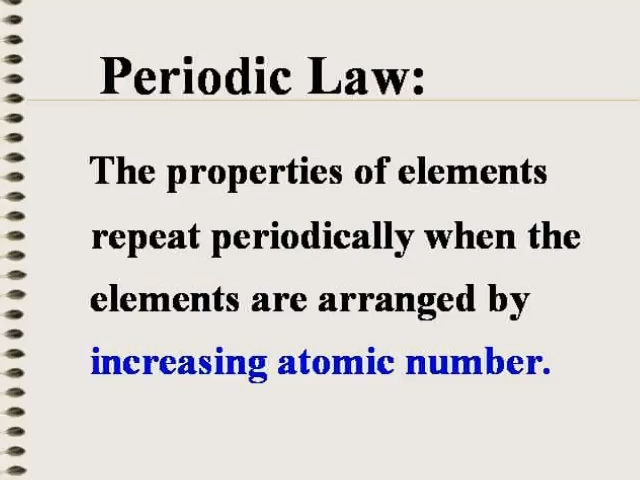 Periodic Law:
The properties of elements
repeat periodically when the
elements are arranged by
increasing atomic number.